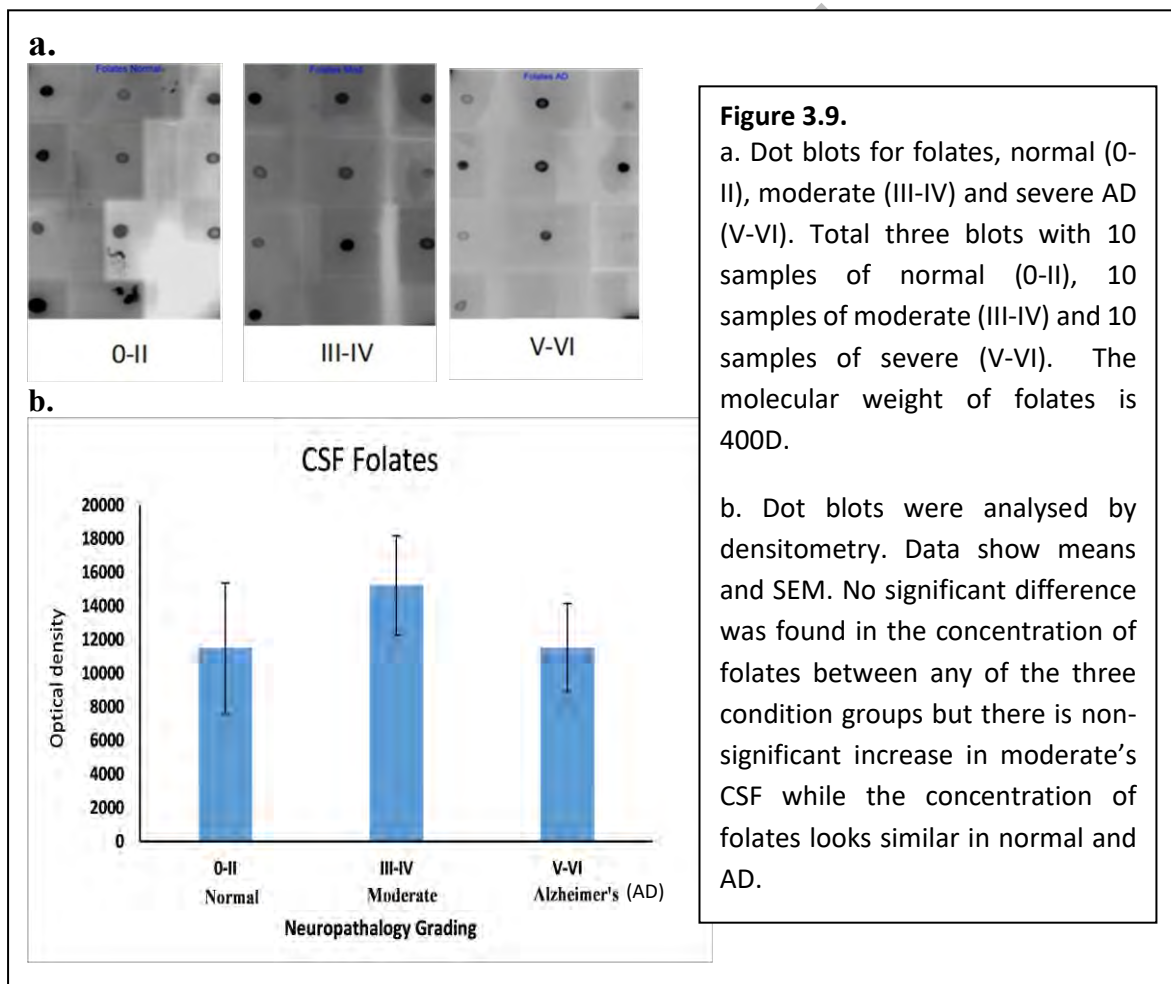 a.
Folates Normal
Folates Mod
Folates AD
0-II
III-IV
V-VI
b.
CSF Folates
20000
18000
16000
14000
12000
10000
8000
6000
4000
2000
0
Optical density
0-II
III-IV
V-VI
Normal
Moderate
Alzheimer's (AD)
Neuropathalogy Grading
Figure 3.9.
a. Dot blots for folates, normal (0-
II), moderate (III-IV) and severe AD
(V-VI). Total three blots with 10
samples of normal (0-II), 10
samples of moderate (III-IV) and 10
samples of severe (V-VI). The
molecular weight of folates is
400D.
b. Dot blots were analysed by
densitometry. Data show means
and SEM. No significant difference
was found in the concentration of
folates between any of the three
condition groups but there is non-
significant increase in moderate's
CSF while the concentration of
folates looks similar in normal and
AD.